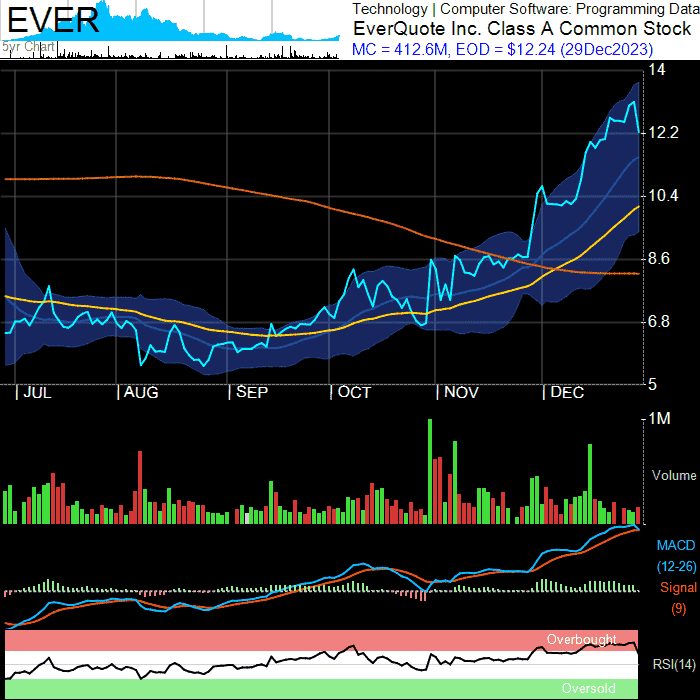 EVER
5yr Chart
Technology | Computer Software: Programming Data
EverQuote Inc. Class A Common Stock
MC = 412.6M, EOD = $12.24 (29Dec2023)
14
12.2
10.4
8.6
6.8
5
| JUL | AUG | SEP | OCT | NOV | DEC
1M
Volume
MACD
(12-26)
Signal
(9)
Overbought
RSI(14)
Oversold